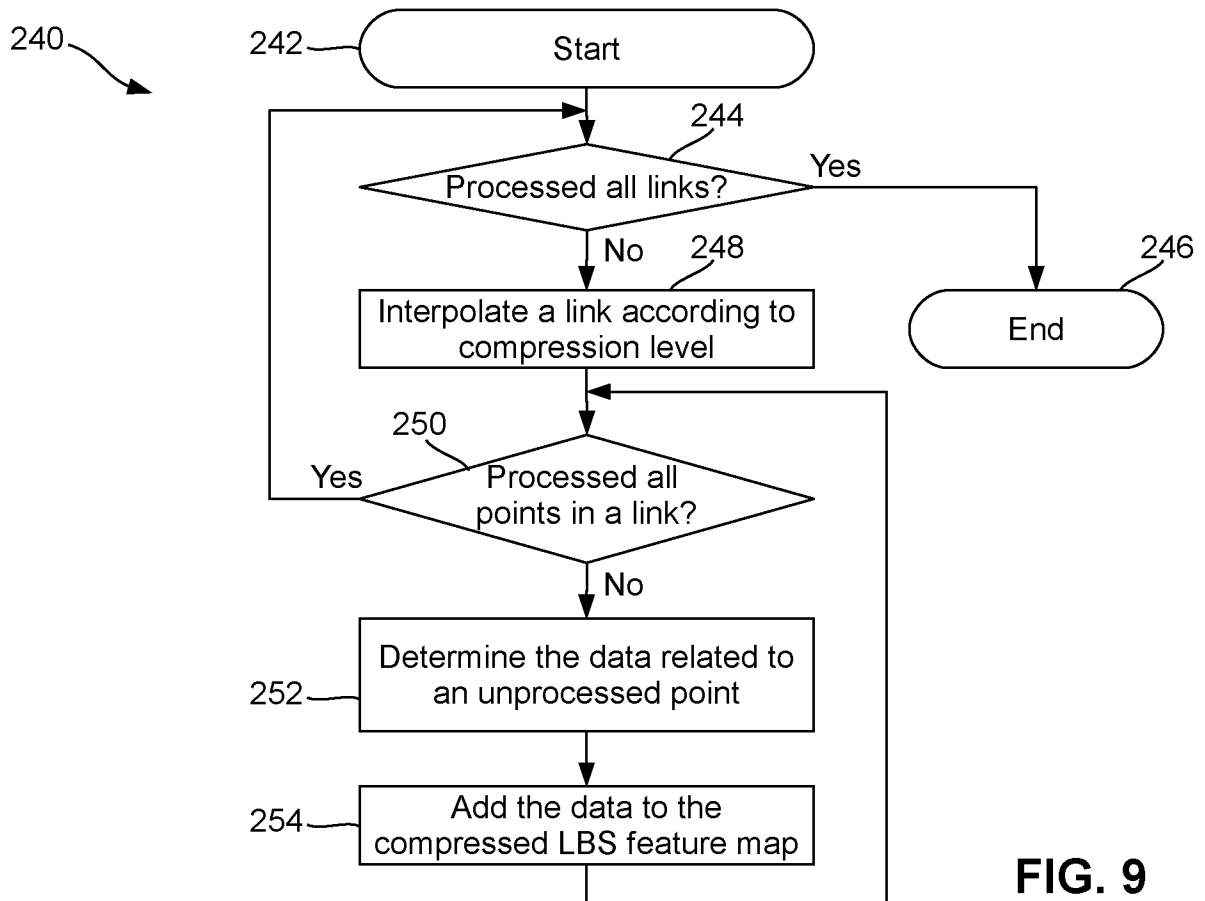 240
242
Start
244
Processed all links?
Yes
No
248
246
Interpolate a link according to
compression level
End
250
Yes
Processed all
points in a link?
No
Determine the data related to
an unprocessed point
252
Add the data to the
compressed LBS feature map
254
FIG. 9